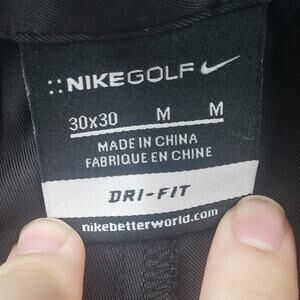 ::NIKEGOLF
30x30 M M
MADE IN CHINA
FABRIQUE EN CHINE
DRI-FIT
nikebetterworld.com